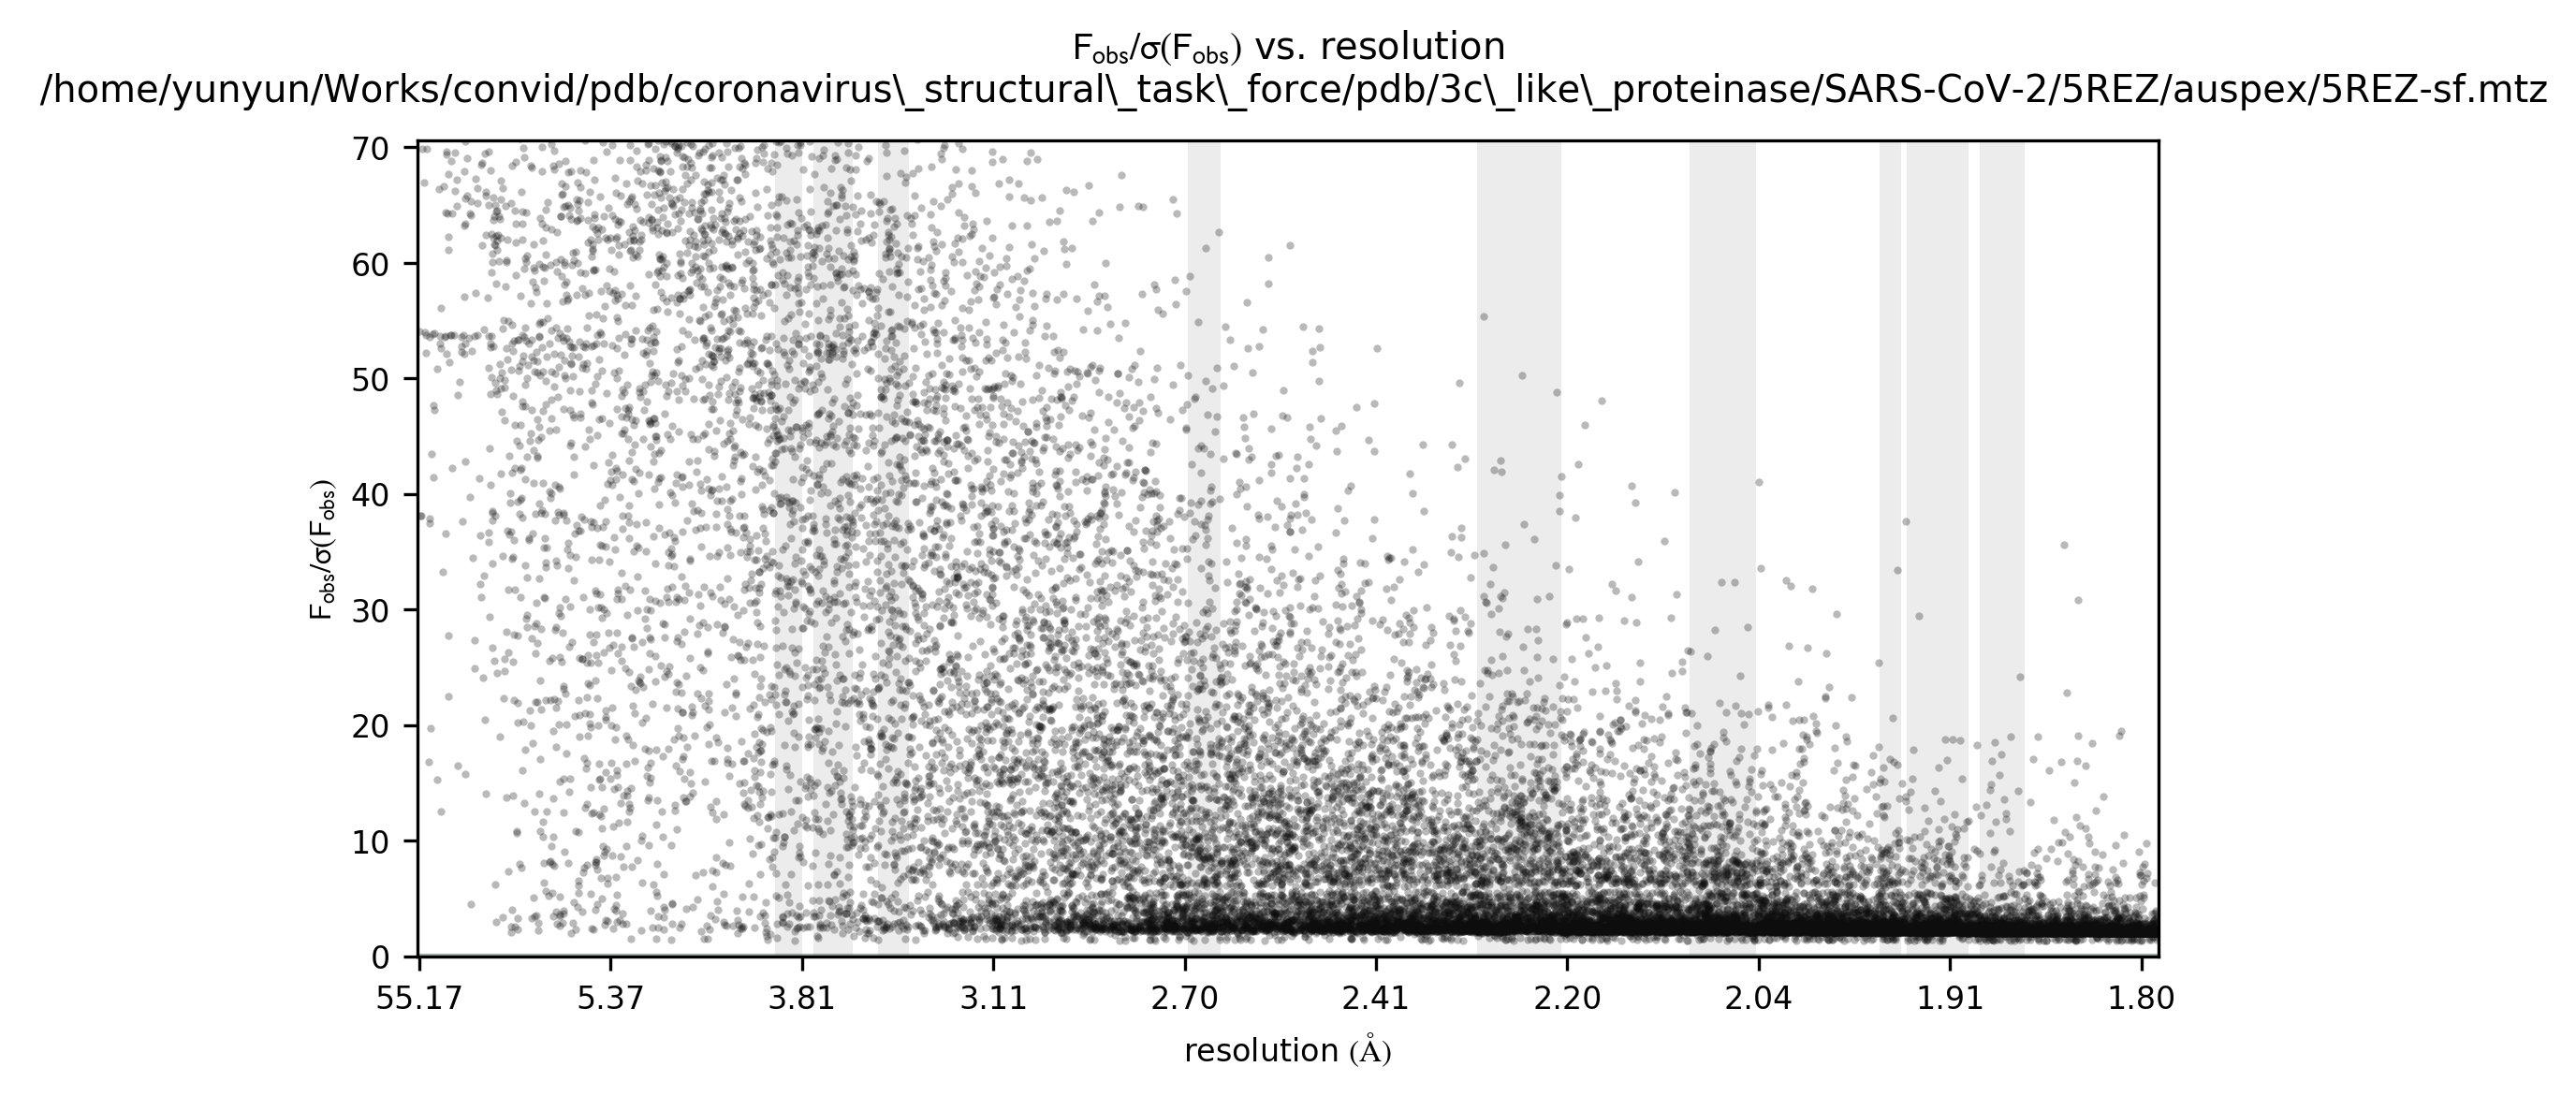 Fobs/σ(Fobs) vs. resolution
/home/yunyun/Works/convid/pdb/coronavirus\_structural\_task\_force/pdb/3c\_like\_proteinase/SARS-CoV-2/5REZ/auspex/5REZ-sf.mtz
70
60
50
40
30
20
10
0
Fobs/σ(Fobs)
55.17 5.37 3.81 3.11 2.70 2.41 2.20 2.04 1.91 1.80
resolution (Å)